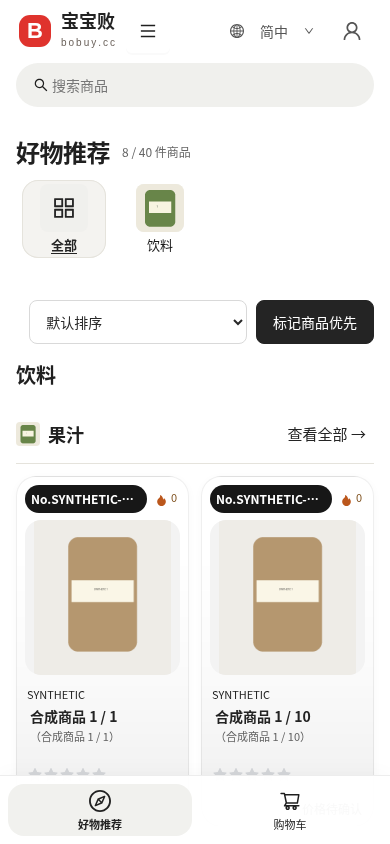 B 宝宝败
bobuy.cc
简中
搜索商品
好物推荐 8 / 40 件商品
全部 饮料
默认排序 标记商品优先
饮料
果汁 查看全部 →
No.SYNTHETIC-··· 0 No.SYNTHETIC-··· 0
SYNTHETIC SYNTHETIC
合成商品 1 / 1 合成商品 1 / 10
（合成商品 1 / 1） （合成商品 1 / 10）
好物推荐 购物车